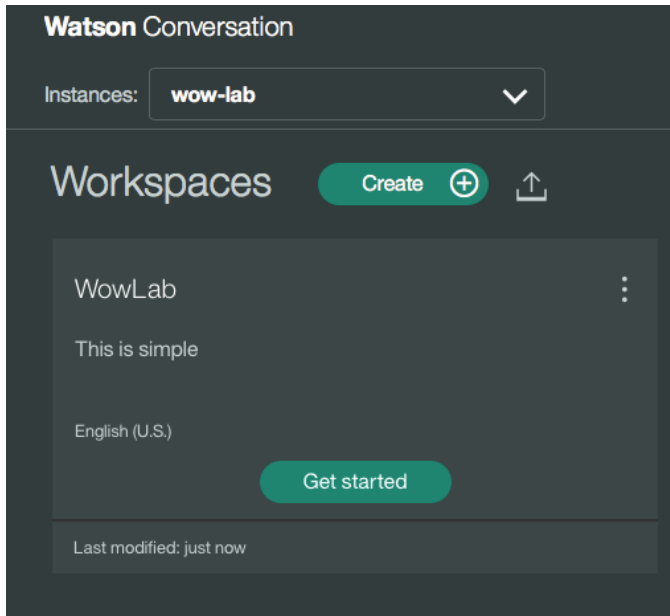 Watson Conversation
Instances: wow-lab
Workspaces Create
WowLab
This is simple
English (U.S.)
Get started
Last modified: just now